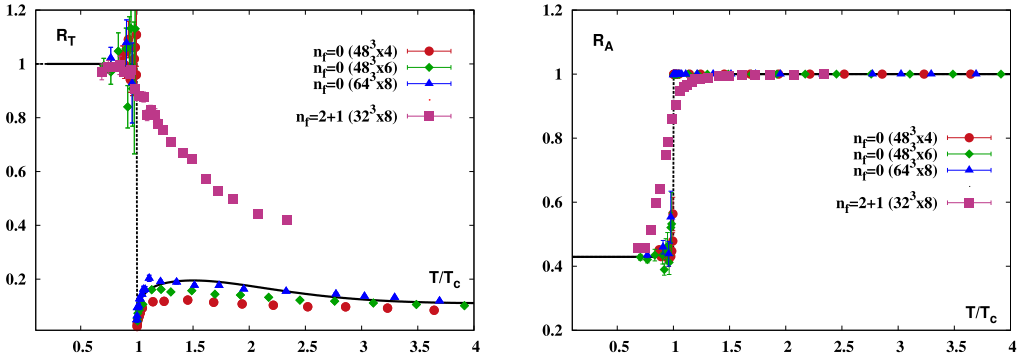 R_T
n_f=0 (48^3x4)
n_f=0 (48^3x6)
n_f=0 (64^3x8)
n_f=2+1 (32^3x8)
T/T_c
1.2
1
0.8
0.6
0.4
0.2
0.5 1 1.5 2 2.5 3 3.5 4
R_A
n_f=0 (48^3x4)
n_f=0 (48^3x6)
n_f=0 (64^3x8)
n_f=2+1 (32^3x8)
T/T_c
1.2
1
0.8
0.6
0.4
0.2
0.5 1 1.5 2 2.5 3 3.5 4